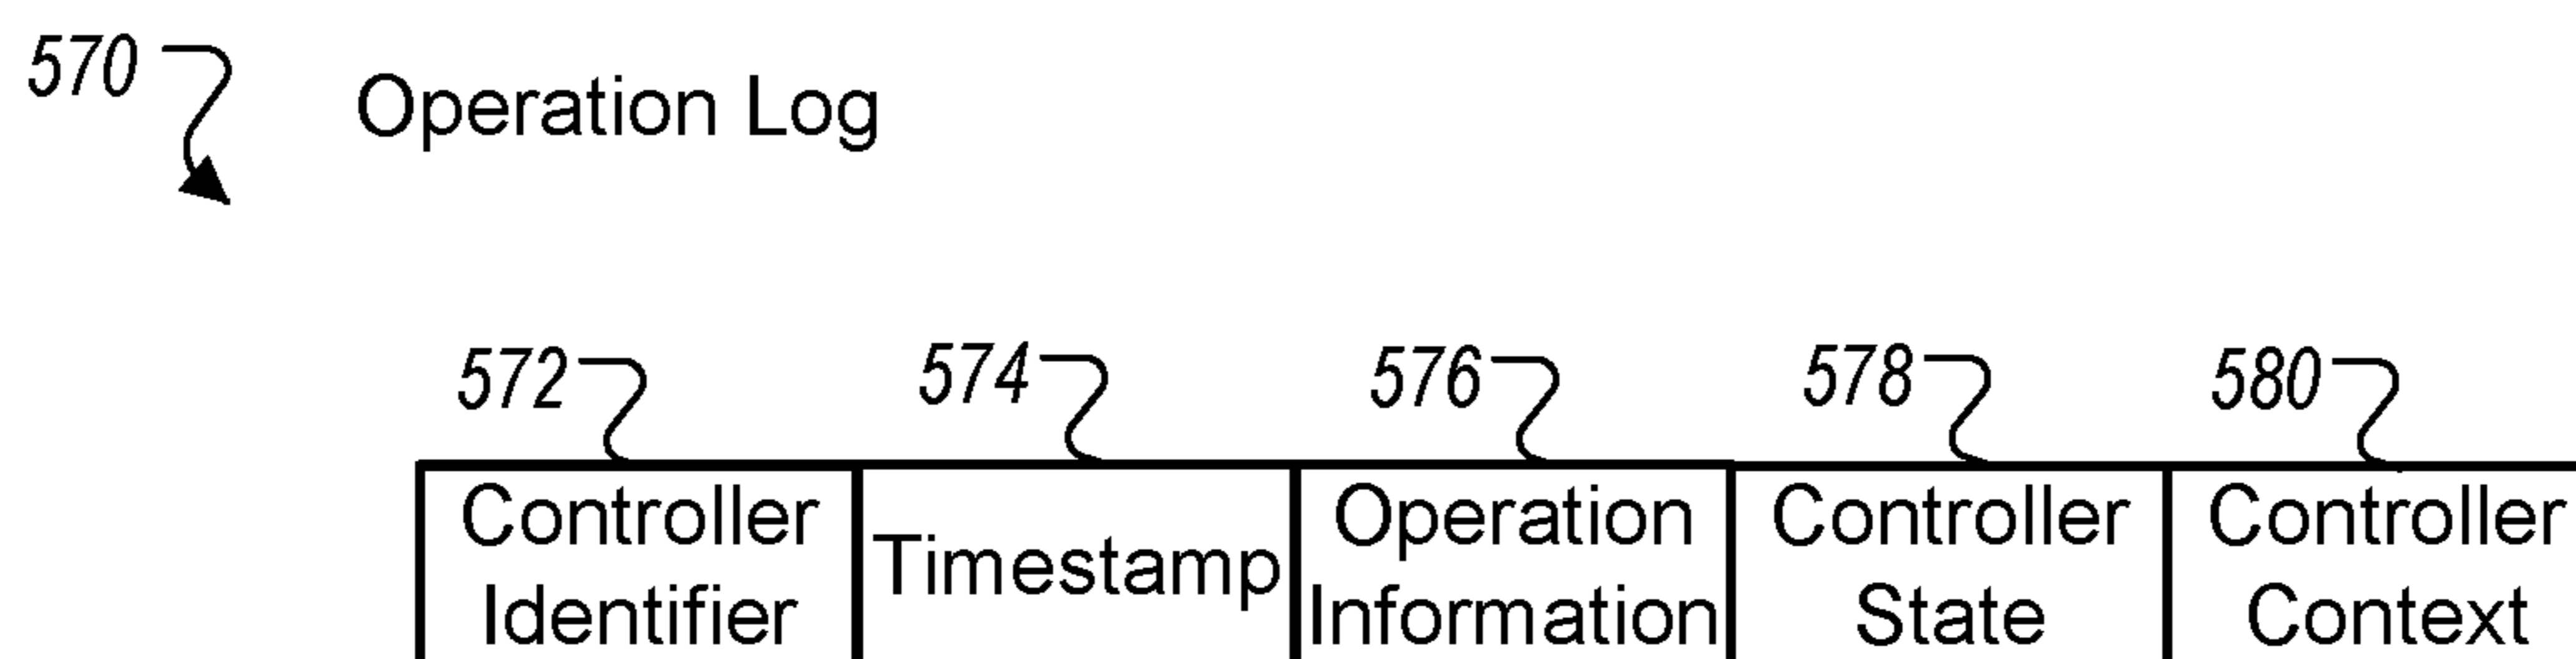 570
Operation Log
572 574 576 578 580
Controller Identifier
Timestamp
Operation Information
Controller State
Controller Context